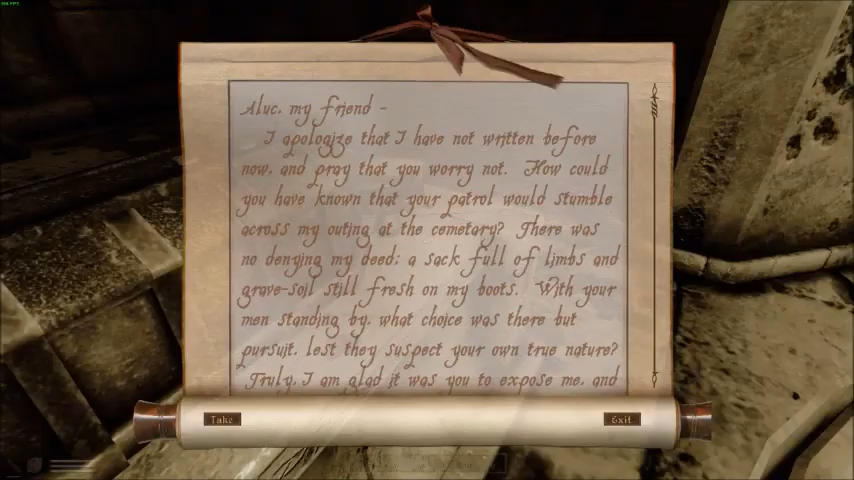 Aluc, my friend -
I apologize that I have not written before
now, and pray that you worry not. How could
you have known that your patrol would stumble
across my outing at the cemetary? There was
no denying my deed; a sack full of limbs and
grave-soil still fresh on my boots. With your
men standing by, what choice was there but
pursuit, lest they suspect your own true nature?
Truly, I am glad it was you to expose me, and
Take
Exit